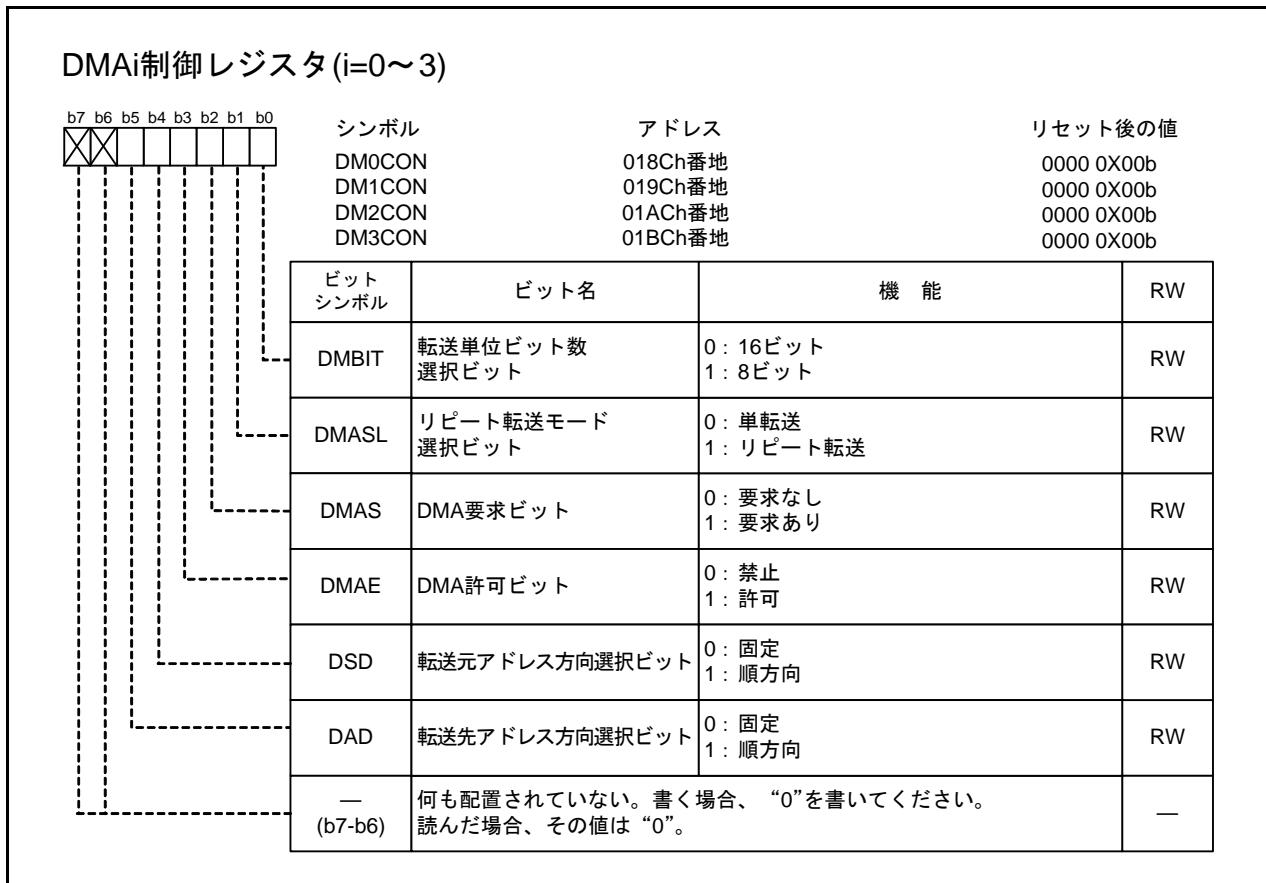 DMAi制御レジスタ(i=0～3)
b7 b6 b5 b4 b3 b2 b1 b0
シンボル アドレス リセット後の値
DM0CON 018Ch番地 0000 0X00b
DM1CON 019Ch番地 0000 0X00b
DM2CON 01ACh番地 0000 0X00b
DM3CON 01BCh番地 0000 0X00b
ビット
シンボル ビット名 機 能 RW
DMBIT 転送単位ビット数 0：16ビット RW
選択ビット 1：8ビット
DMASL リピート転送モード 0：単転送 RW
選択ビット 1：リピート転送
DMAS DMA要求ビット 0：要求なし RW
1：要求あり
DMAE DMA許可ビット 0：禁止 RW
1：許可
DSD 転送元アドレス方向選択ビット 0：固定 RW
1：順方向
DAD 転送先アドレス方向選択ビット 0：固定 RW
1：順方向
— 何も配置されていない。書く場合、“0”を書いてください。 —
(b7-b6) 読んだ場合、その値は“0”。